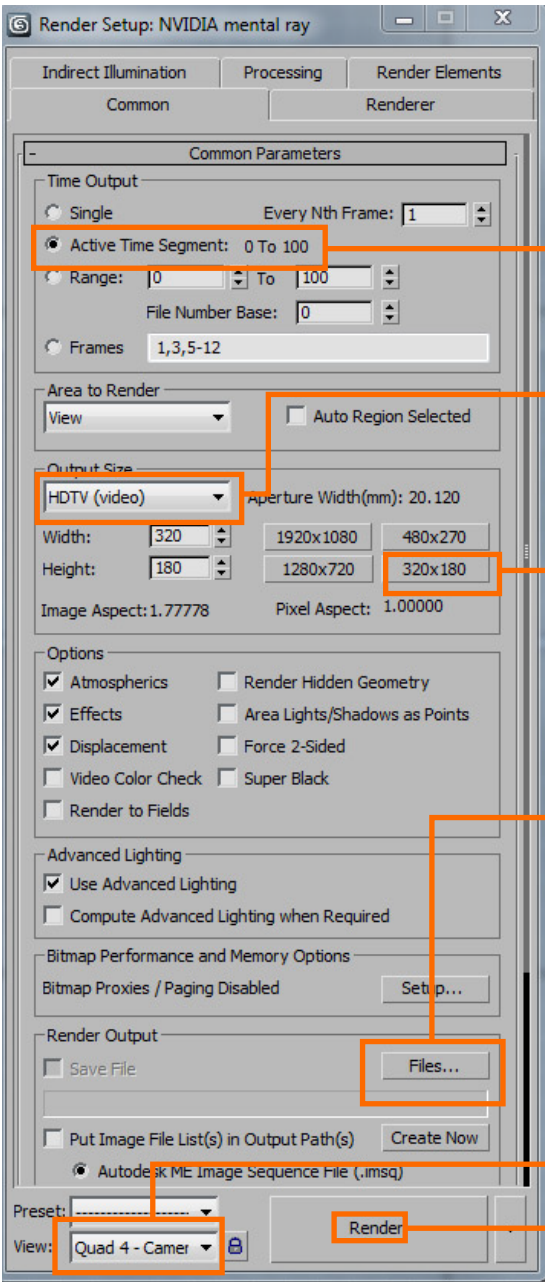 Render Setup: NVIDIA mental ray
Indirect Illumination Processing Render Elements
Common Renderer
- Common Parameters
Time Output
Single Every Nth Frame: 1
Active Time Segment: 0 To 100
Range: 0 To 100
File Number Base: 0
Frames 1,3,5-12
Area to Render
View Auto Region Selected
Output Size
HDTV (video) Aperture Width(mm): 20.120
Width: 320 1920x1080 480x270
Height: 180 1280x720 320x180
Image Aspect: 1.77778 Pixel Aspect: 1.00000
Options
Atmospherics Render Hidden Geometry
Effects Area Lights/Shadows as Points
Displacement Force 2-Sided
Video Color Check Super Black
Render to Fields
Advanced Lighting
Use Advanced Lighting
Compute Advanced Lighting when Required
Bitmap Performance and Memory Options
Bitmap Proxies / Paging Disabled Setup...
Render Output
Save File Files...
Put Image File List(s) in Output Path(s) Create Now
Autodesk ME Image Sequence File (.imsq)
Preset: --------------------
View: Quad 4 - Camer Render